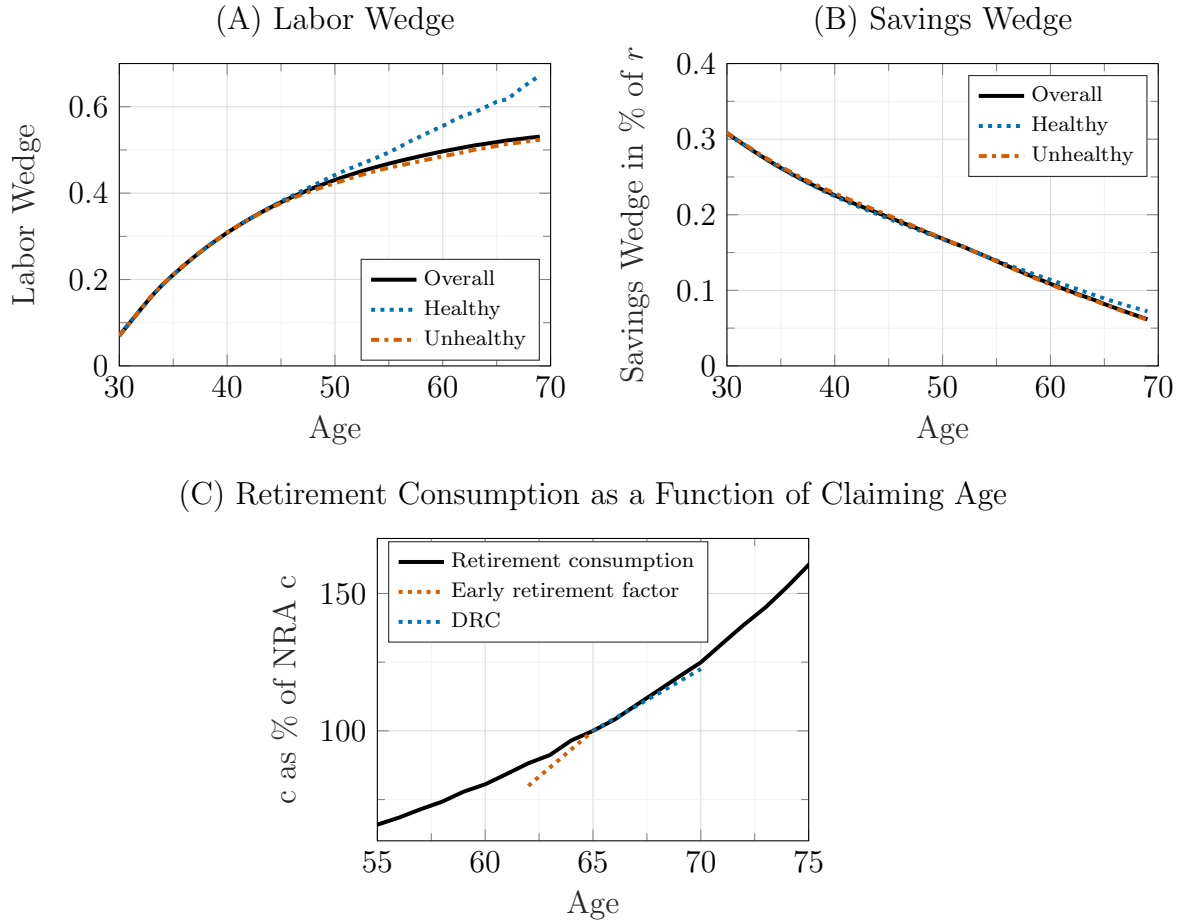 (A) Labor Wedge
Labor Wedge
0.6
0.4
0.2
0
30 40 50 60 70
Age
Overall
Healthy
Unhealthy
(B) Savings Wedge
Savings Wedge in % of r
0.4
0.3
0.2
0.1
0
30 40 50 60 70
Age
Overall
Healthy
Unhealthy
(C) Retirement Consumption as a Function of Claiming Age
c as % of NRA c
150
100
55 60 65 70 75
Age
Retirement consumption
Early retirement factor
DRC